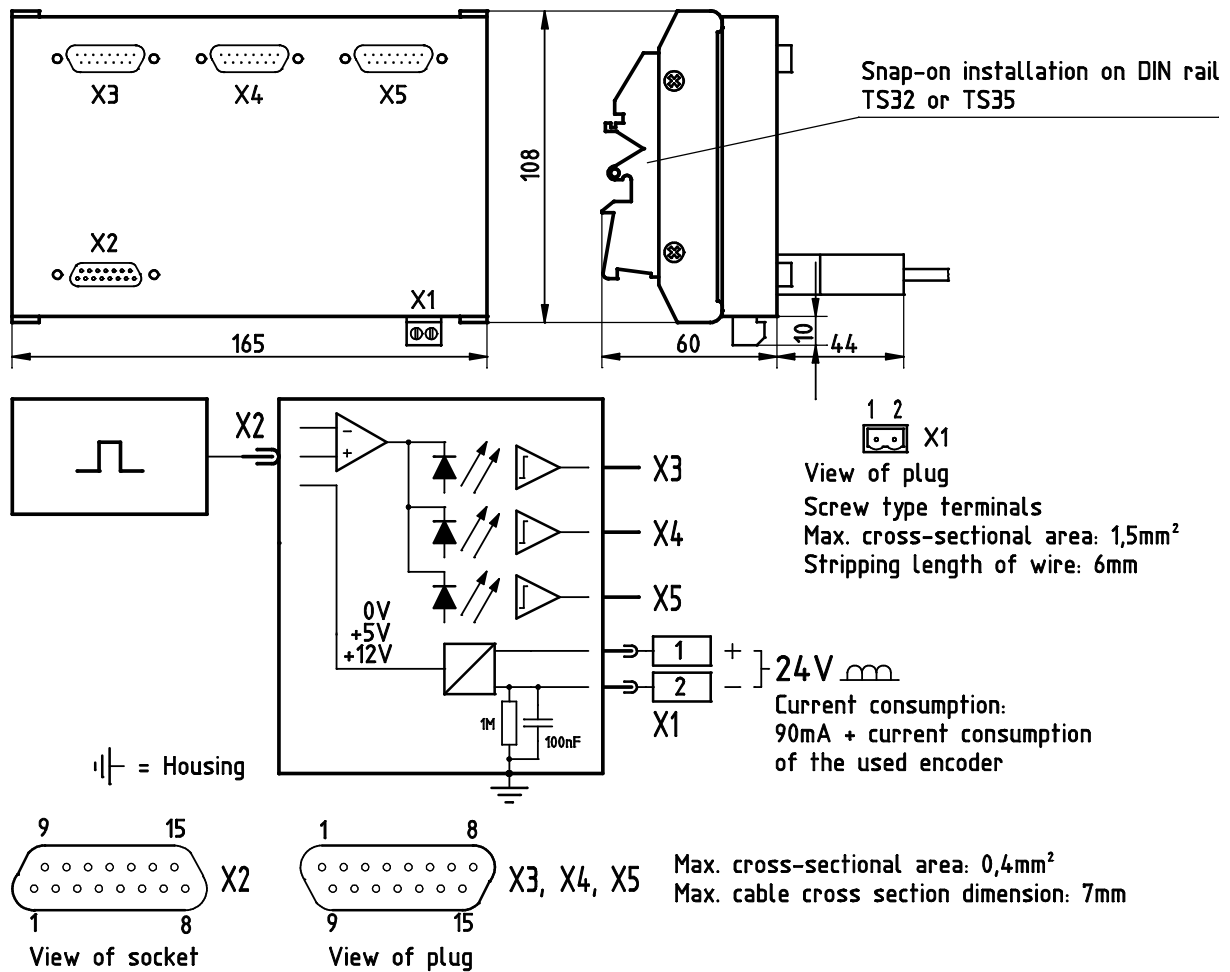 X3 X4 X5
Snap-on installation on DIN rail
TS32 or TS35
108
X2
X1
165
60
10
44
X2
X3
X4
X5
0V
+5V
+12V
1M
100nF
1 +
2 −
X1
24V
Current consumption:
90mA + current consumption
of the used encoder
1 2
X1
View of plug
Screw type terminals
Max. cross-sectional area: 1,5mm²
Stripping length of wire: 6mm
− +
= Housing
9 15
X2
1 8
View of socket
1 8
X3, X4, X5
9 15
View of plug
Max. cross-sectional area: 0,4mm²
Max. cable cross section dimension: 7mm